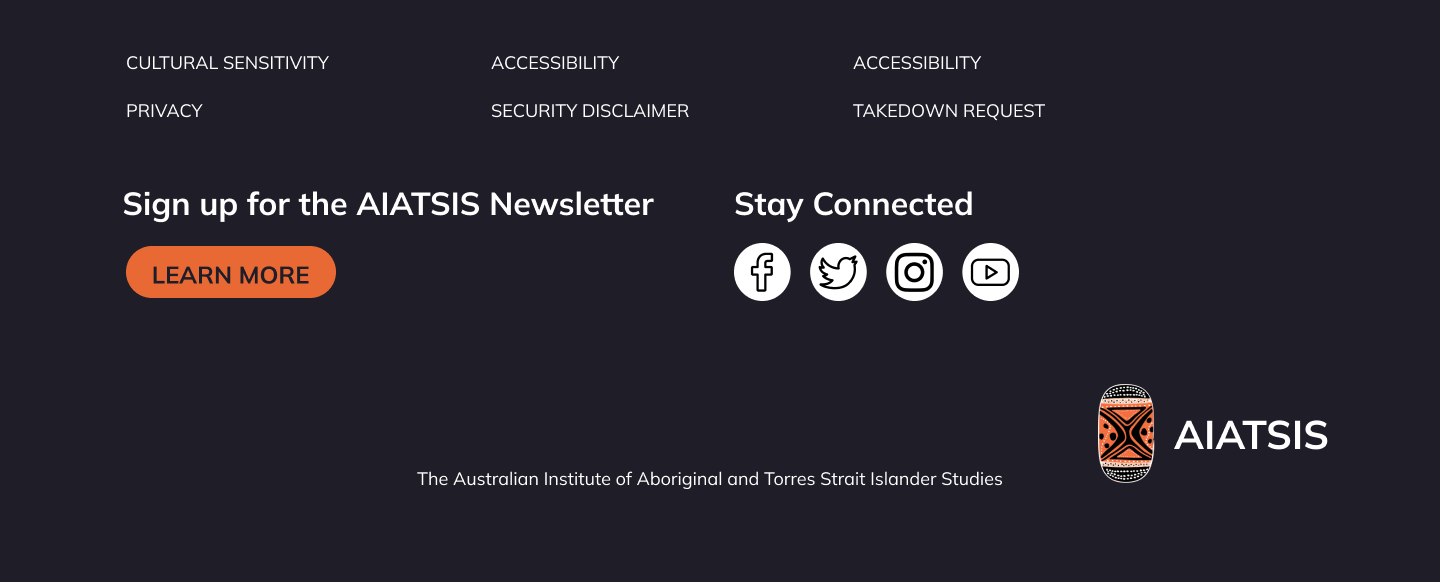 CULTURAL SENSITIVITY ACCESSIBILITY ACCESSIBILITY
PRIVACY SECURITY DISCLAIMER TAKEDOWN REQUEST
Sign up for the AIATSIS Newsletter Stay Connected
LEARN MORE
AIATSIS
The Australian Institute of Aboriginal and Torres Strait Islander Studies